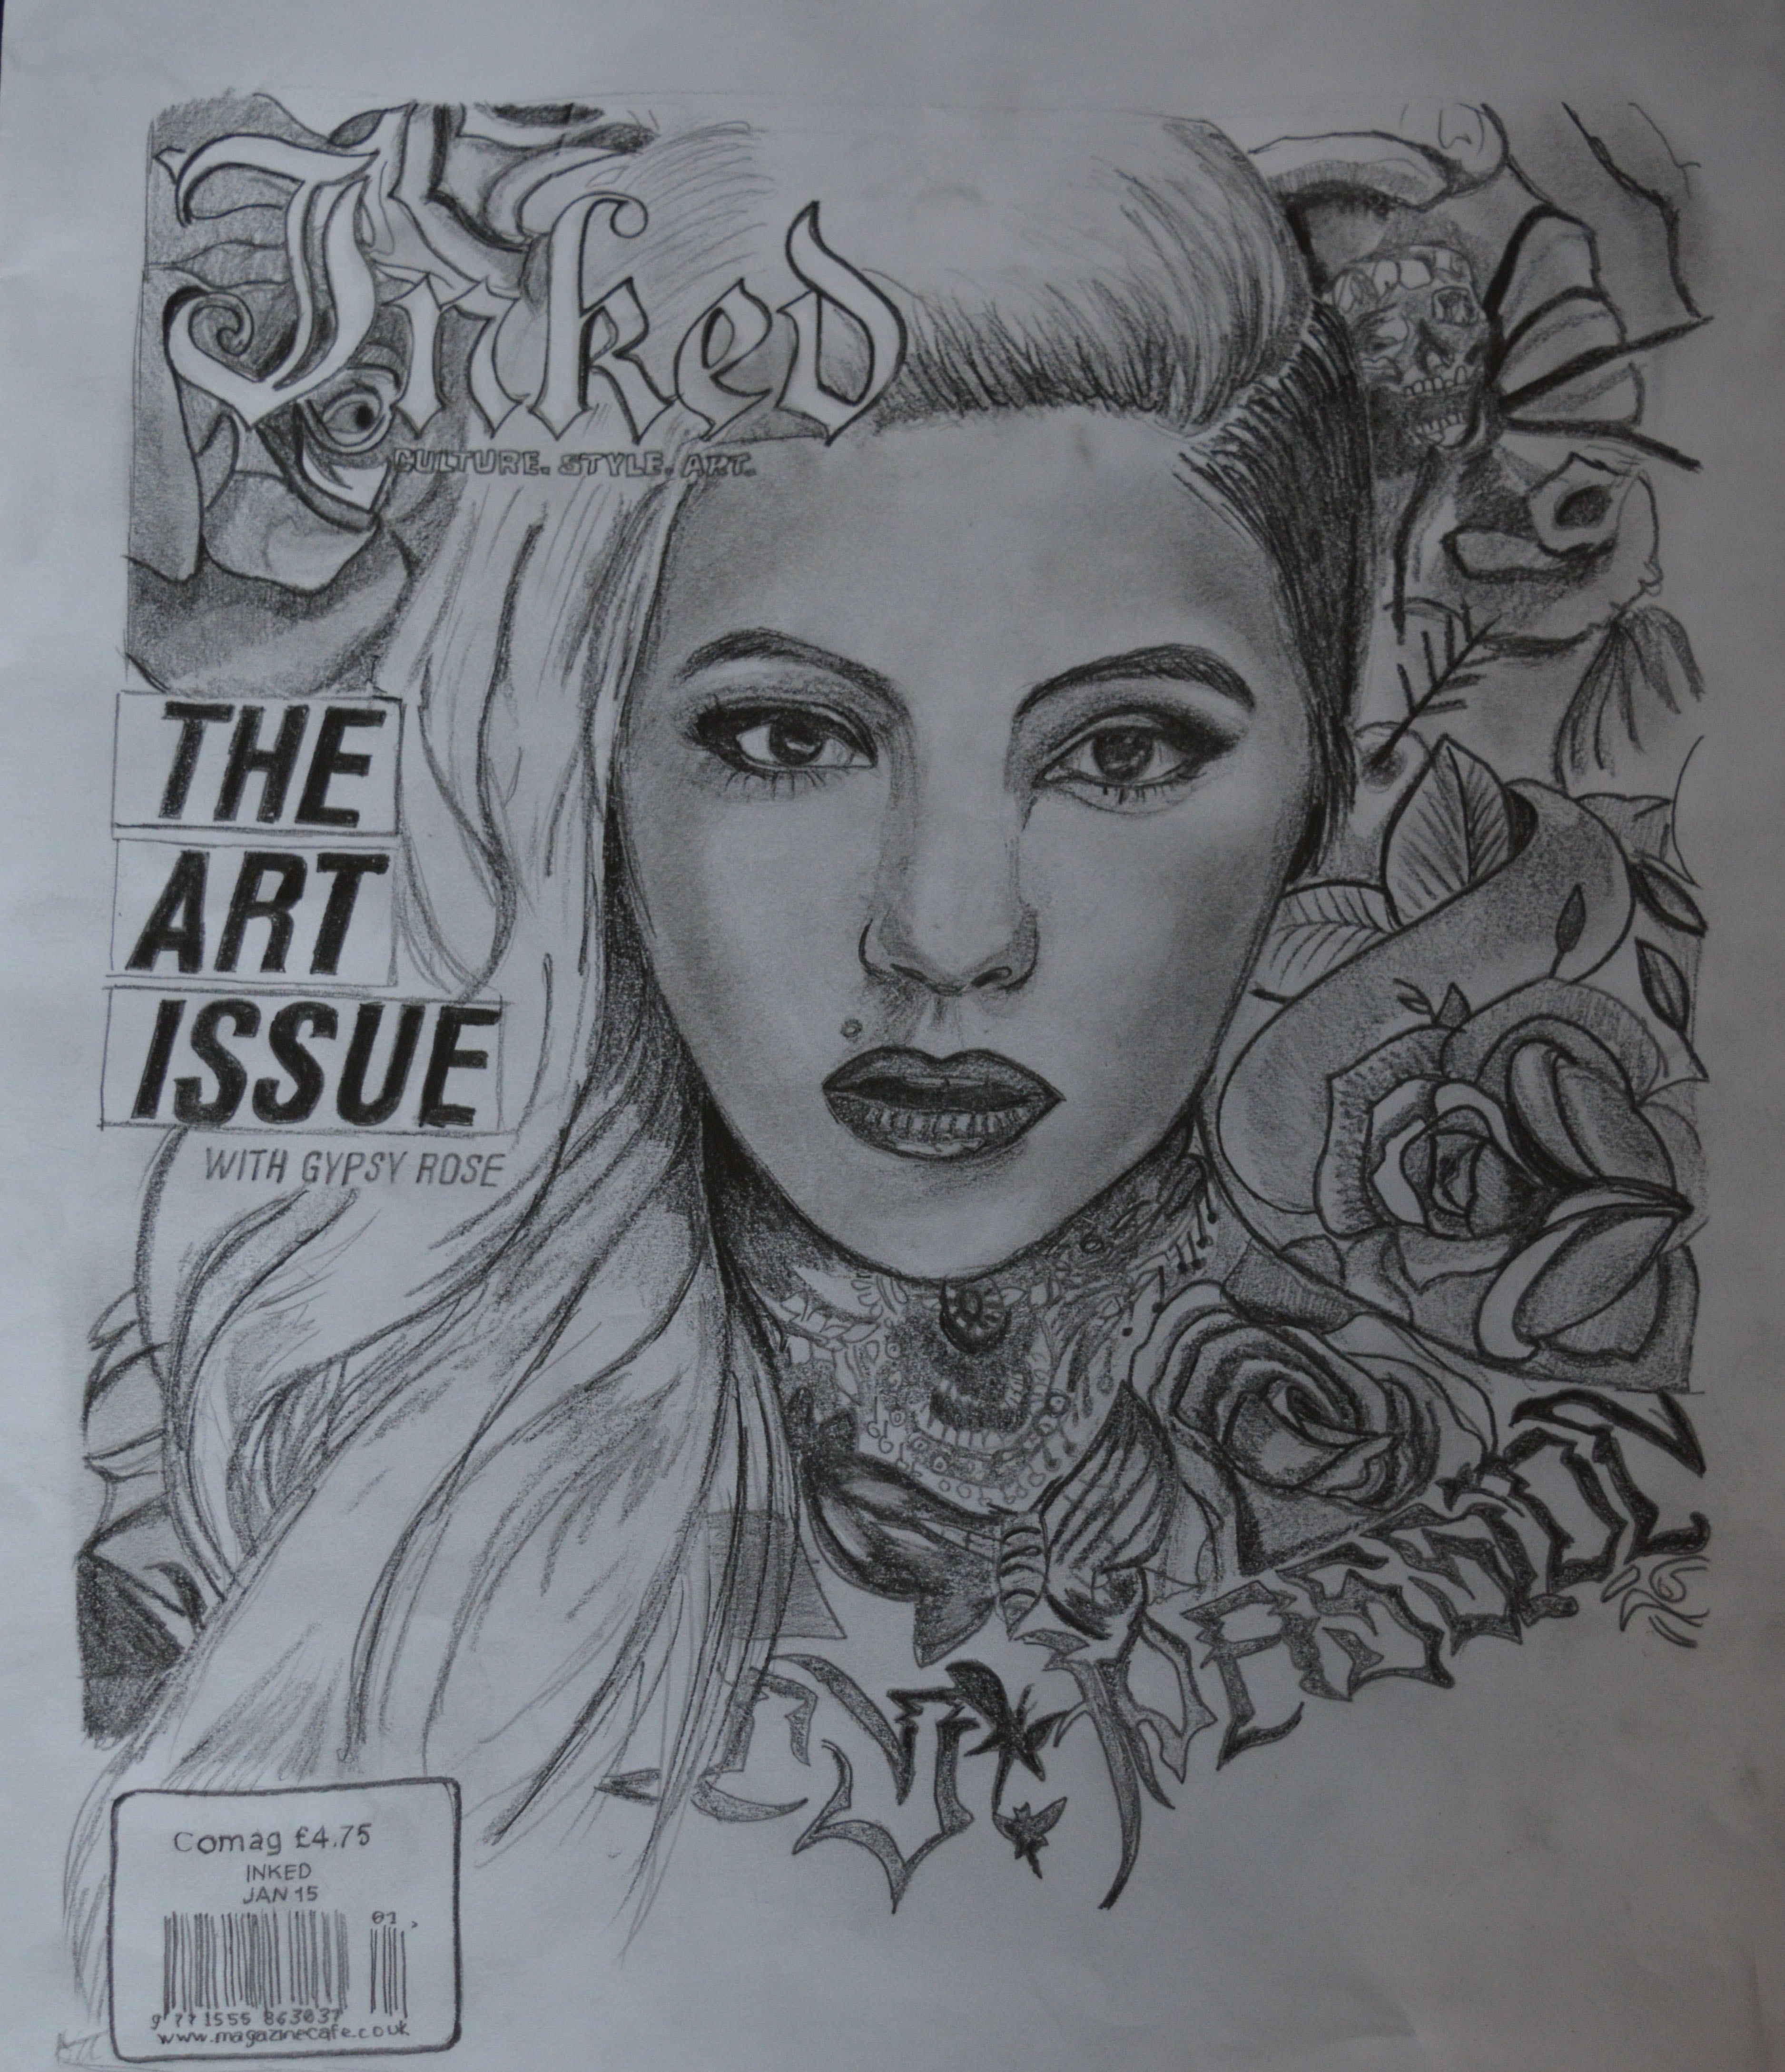 Inked
CULTURE. STYLE. ART.
THE
ART
ISSUE
WITH GYPSY ROSE
Comag £4.75
INKED
JAN 15
01
9 771555 863037
www.magazinecafe.co.uk